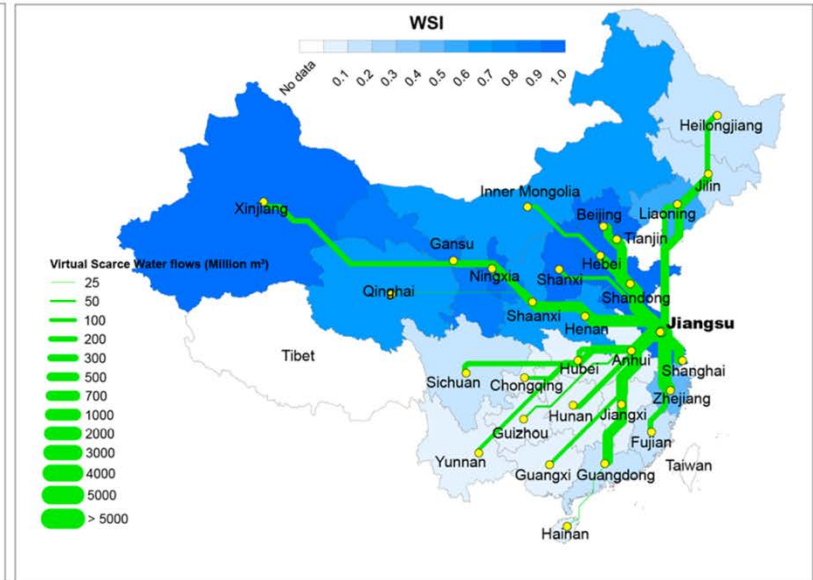 WSI
No data
0.1
0.2
0.3
0.4
0.5
0.6
0.7
0.8
0.9
1.0
Heilongjiang
Jilin
Inner Mongolia
Liaoning
Beijing
Xinjiang
Tianjin
Gansu
Hebei
Virtual Scarce Water flows (Million m³)
Ningxia
Shanxi
25
Qinghai
Shandong
50
Shaanxi
100
Henan
Jiangsu
200
Tibet
Anhui
300
Hubei
Shanghai
Sichuan
Chongqing
500
Zhejiang
700
Hunan
Jiangxi
1000
Guizhou
2000
Fujian
3000
Yunnan
Taiwan
Guangxi
Guangdong
4000
5000
> 5000
Hainan